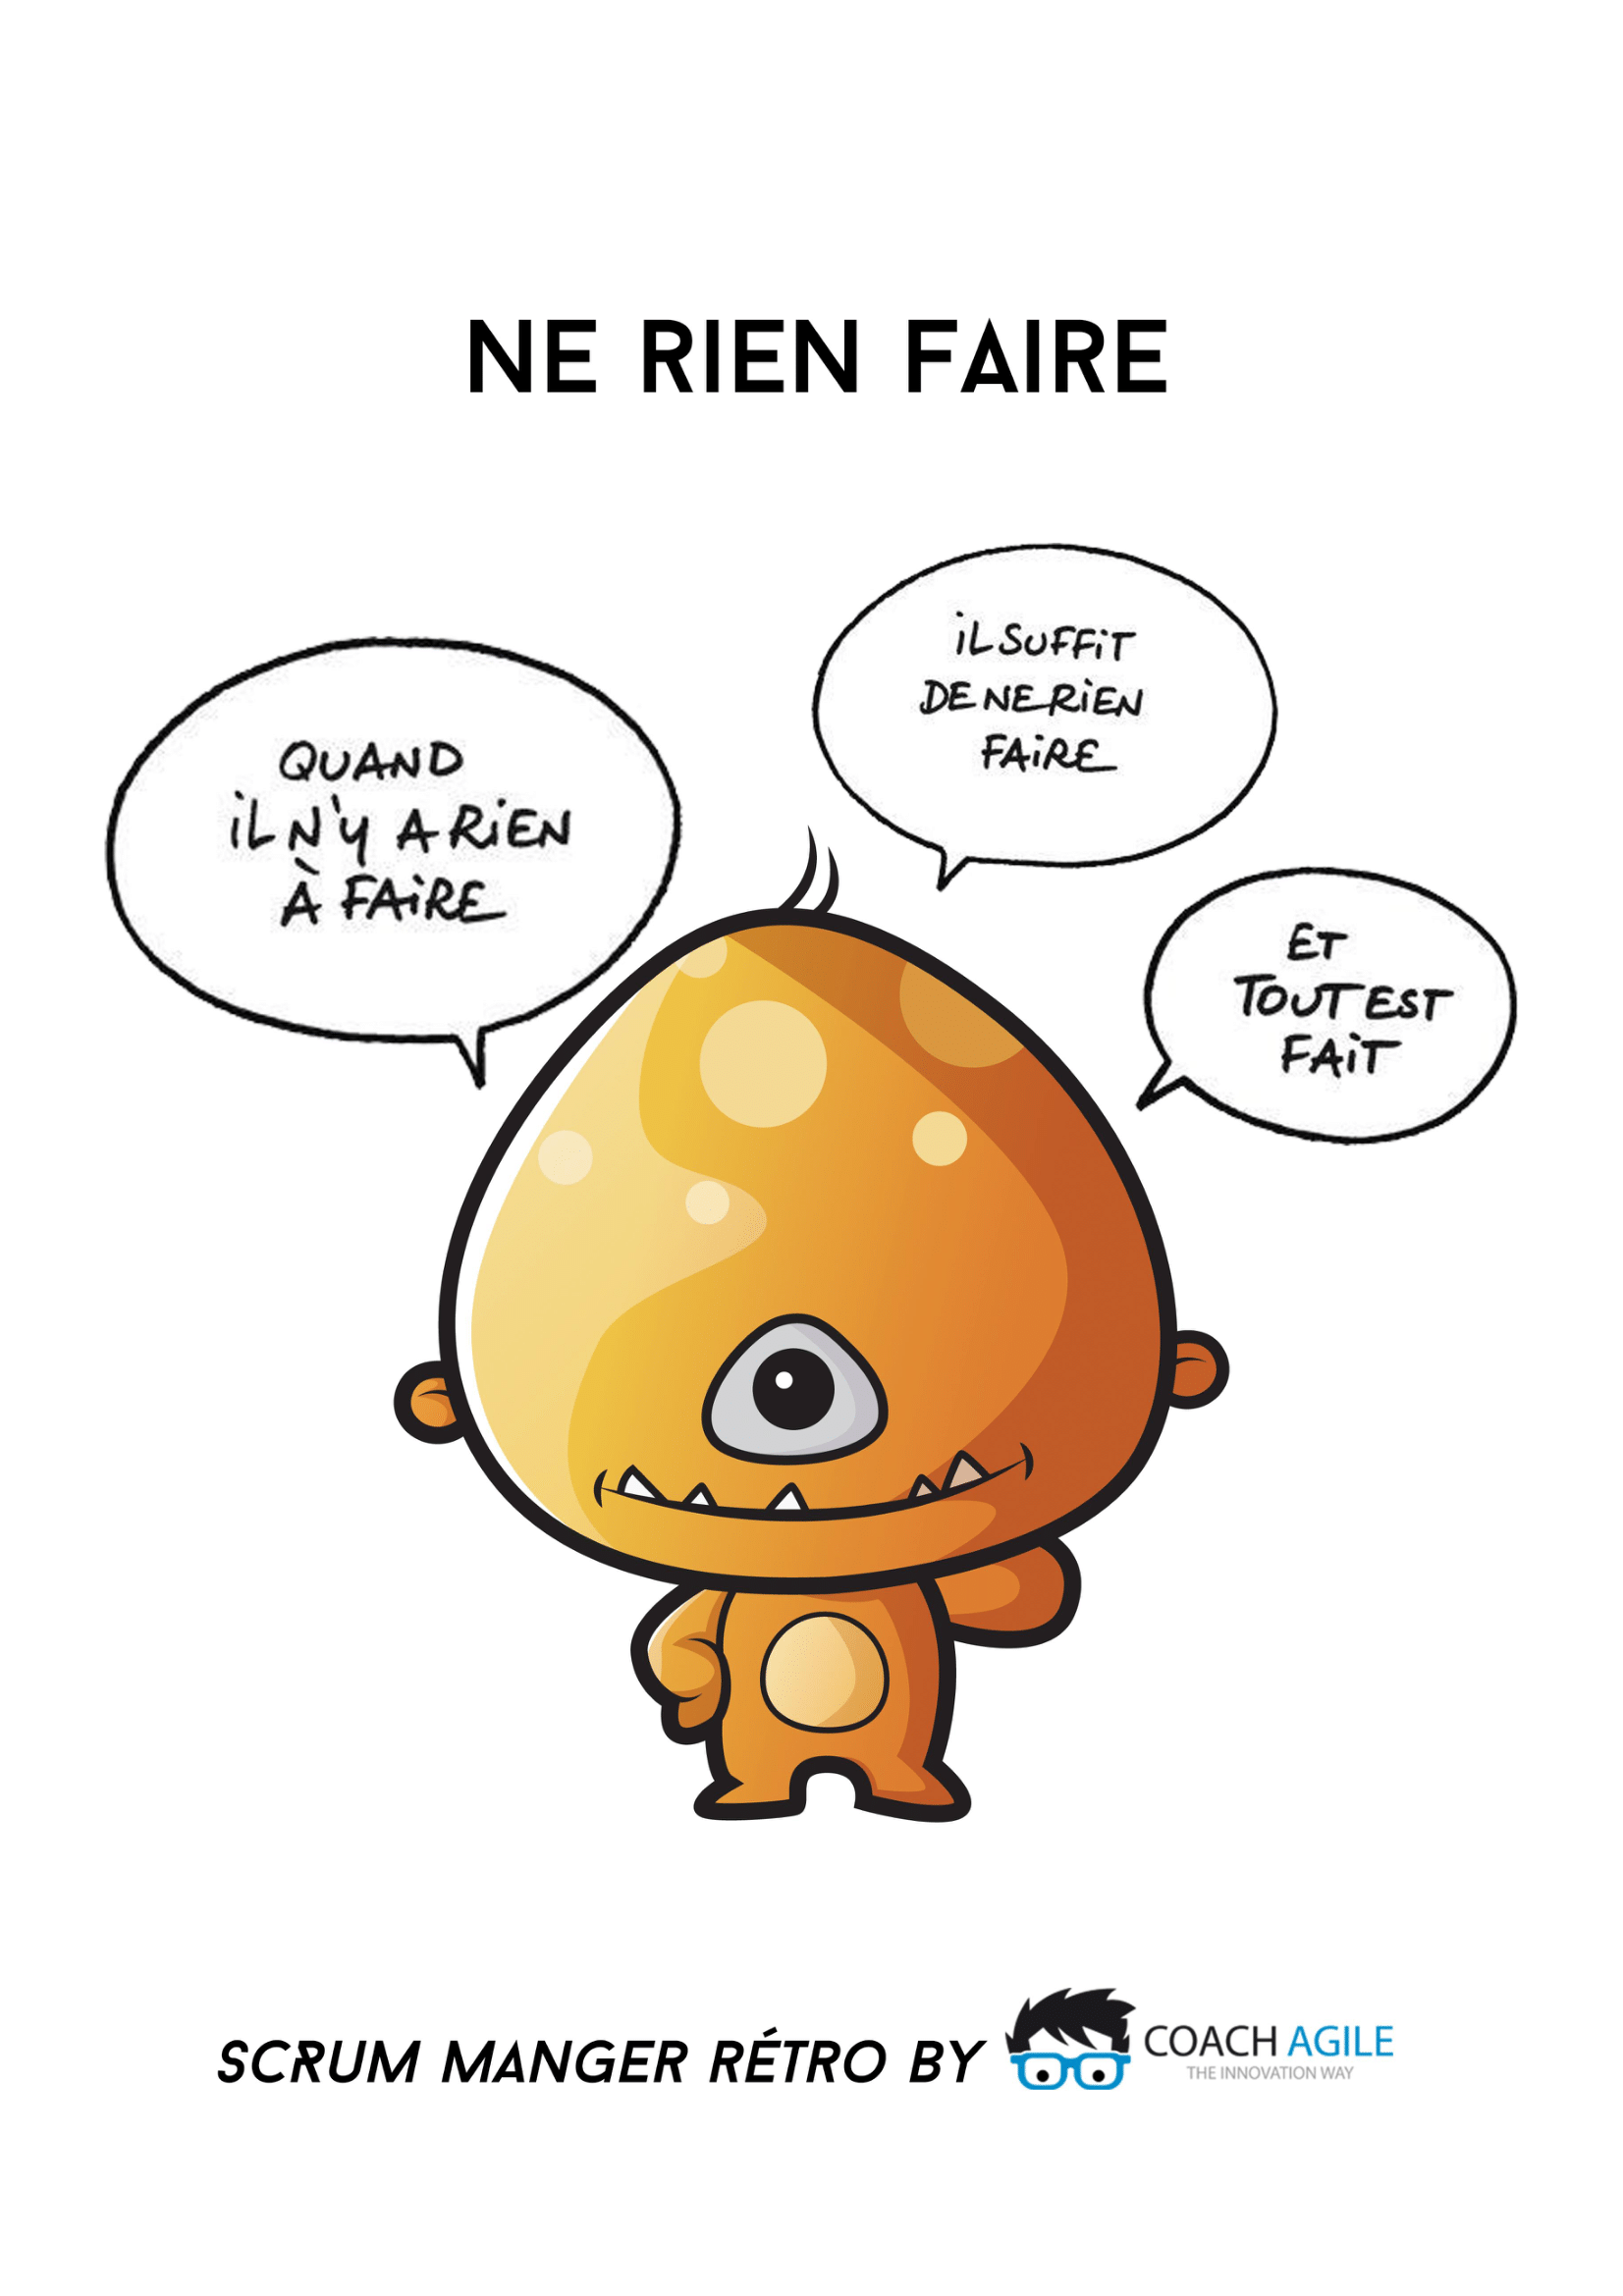 NE RIEN FAIRE
QUAND
iL N'Y A RiEN
À FAiRE
iL SUFFiT
DE NE RiEN
FAiRE
ET
TOUT EST
FAiT
SCRUM MANGER RÉTRO BY
COACH AGILE
THE INNOVATION WAY